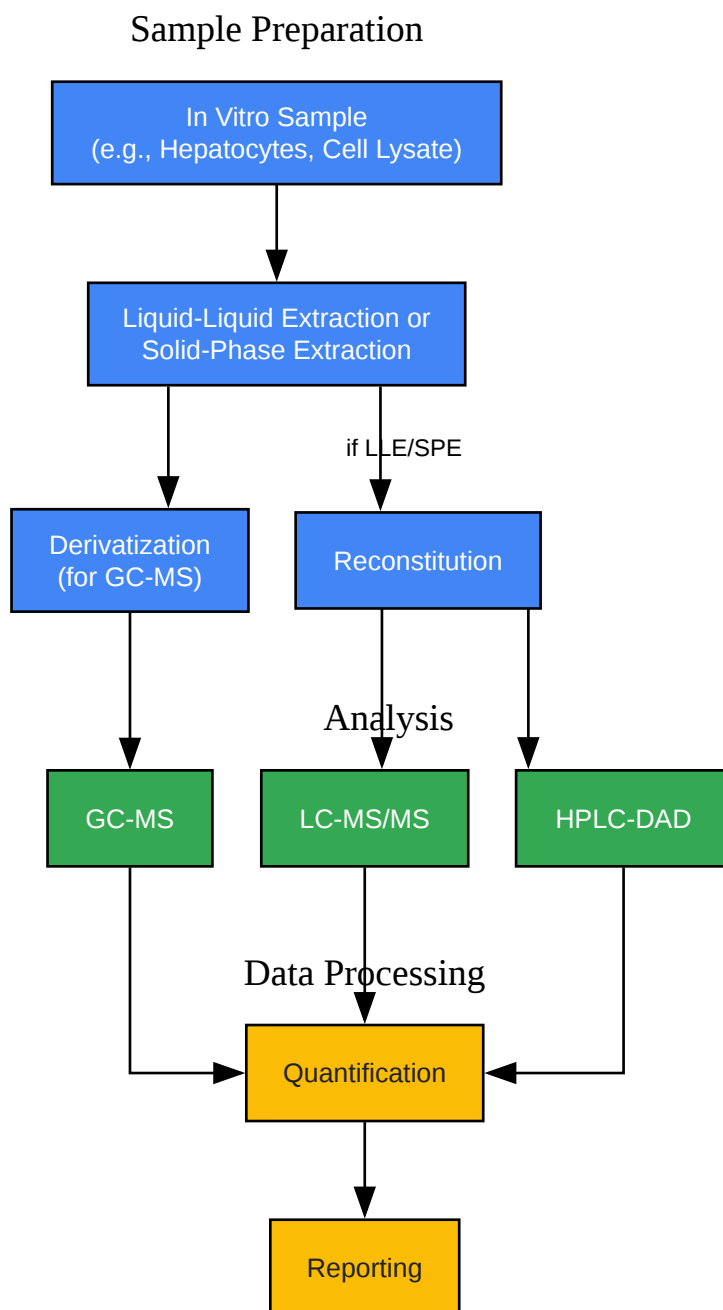 Sample Preparation
In Vitro Sample
(e.g., Hepatocytes, Cell Lysate)
Liquid-Liquid Extraction or
Solid-Phase Extraction
if LLE/SPE
Derivatization
(for GC-MS)
Reconstitution
Analysis
GC-MS
LC-MS/MS
HPLC-DAD
Data Processing
Quantification
Reporting